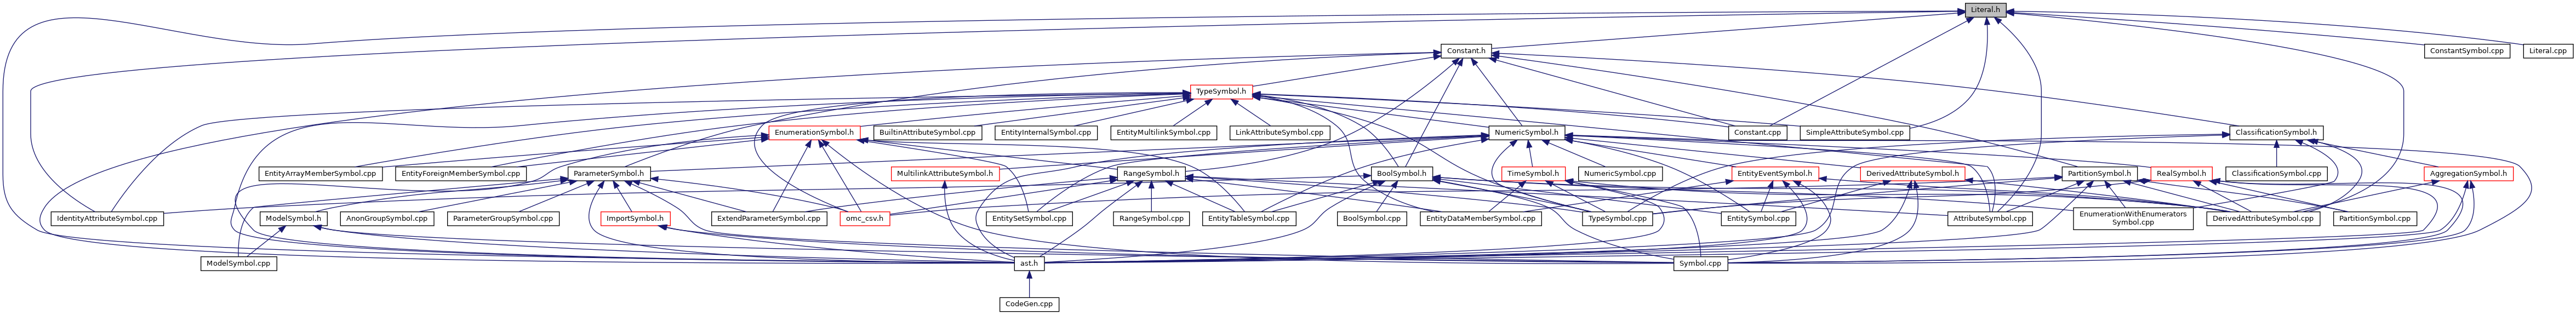 Literal.h
Constant.h
ConstantSymbol.cpp
Literal.cpp
TypeSymbol.h
EnumerationSymbol.h
BuiltinAttributeSymbol.cpp
EntityInternalSymbol.cpp
EntityMultilinkSymbol.cpp
LinkAttributeSymbol.cpp
NumericSymbol.h
Constant.cpp
SimpleAttributeSymbol.cpp
ClassificationSymbol.h
EntityArrayMemberSymbol.cpp
EntityForeignMemberSymbol.cpp
ParameterSymbol.h
MultilinkAttributeSymbol.h
RangeSymbol.h
BoolSymbol.h
TimeSymbol.h
NumericSymbol.cpp
EntityEventSymbol.h
DerivedAttributeSymbol.h
PartitionSymbol.h
RealSymbol.h
ClassificationSymbol.cpp
AggregationSymbol.h
IdentityAttributeSymbol.cpp
ModelSymbol.h
AnonGroupSymbol.cpp
ParameterGroupSymbol.cpp
ImportSymbol.h
ExtendParameterSymbol.cpp
omc_csv.h
EntitySetSymbol.cpp
RangeSymbol.cpp
EntityTableSymbol.cpp
BoolSymbol.cpp
EntityDataMemberSymbol.cpp
TypeSymbol.cpp
EntitySymbol.cpp
AttributeSymbol.cpp
EnumerationWithEnumerators
Symbol.cpp
DerivedAttributeSymbol.cpp
PartitionSymbol.cpp
ModelSymbol.cpp
ast.h
Symbol.cpp
CodeGen.cpp